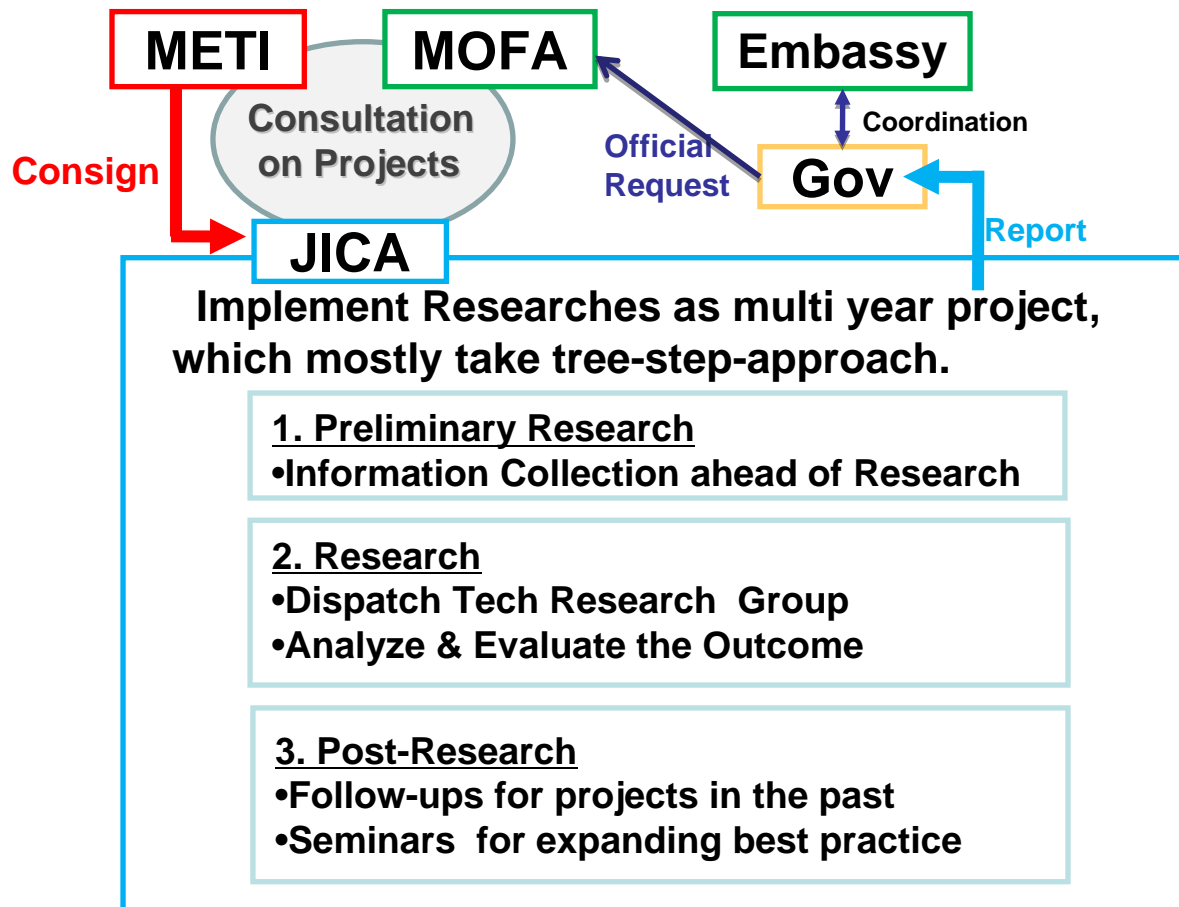 METI
MOFA
Embassy
Consultation
on Projects
Coordination
Official
Request
Consign
Gov
Report
JICA
Implement Researches as multi year project,
which mostly take tree-step-approach.
1. Preliminary Research
•Information Collection ahead of Research
2. Research
•Dispatch Tech Research Group
•Analyze & Evaluate the Outcome
3. Post-Research
•Follow-ups for projects in the past
•Seminars for expanding best practice